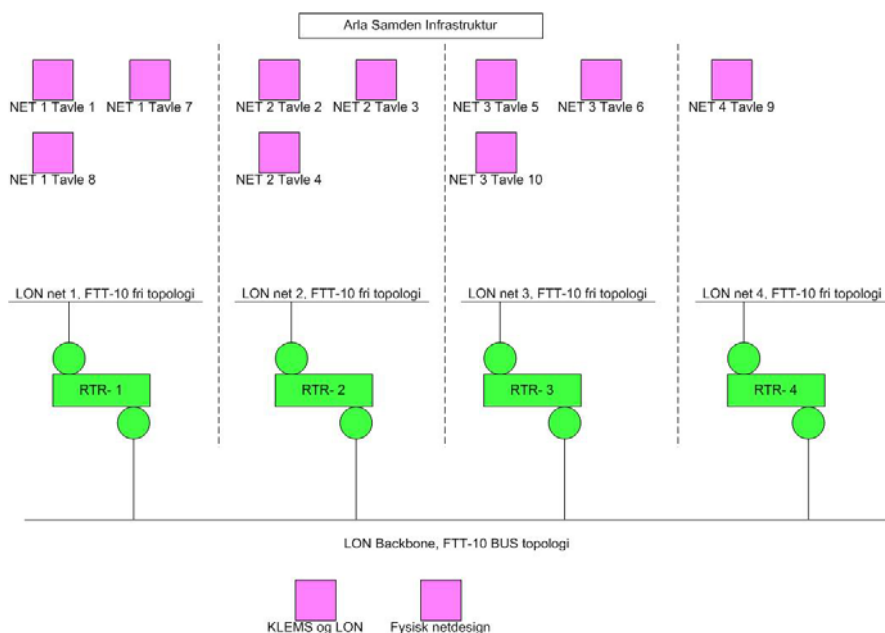 Arla Samden Infrastruktur
NET 1 Tavle 1
NET 1 Tavle 7
NET 2 Tavle 2
NET 2 Tavle 3
NET 3 Tavle 5
NET 3 Tavle 6
NET 4 Tavle 9
NET 1 Tavle 8
NET 2 Tavle 4
NET 3 Tavle 10
LON net 1, FTT-10 fri topologi
LON net 2, FTT-10 fri topologi
LON net 3, FTT-10 fri topologi
LON net 4, FTT-10 fri topologi
RTR- 1
RTR- 2
RTR- 3
RTR- 4
LON Backbone, FTT-10 BUS topologi
KLEMS og LON
Fysisk netdesign